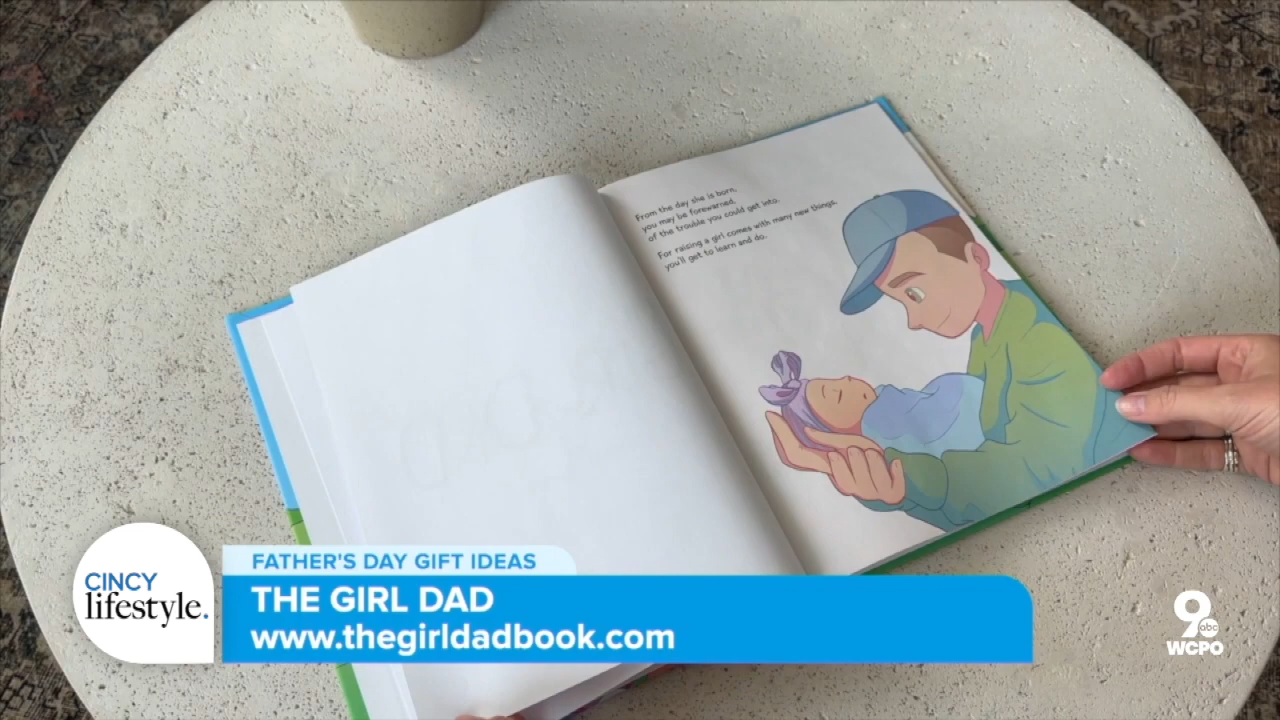 From the day she is born,
you may be forewarned,
of the trouble you could get into.
For raising a girl comes with many new things,
you'll get to learn and do.
CINCY
lifestyle.
FATHER'S DAY GIFT IDEAS
THE GIRL DAD
www.thegirldadbook.com
9
abc
WCPO